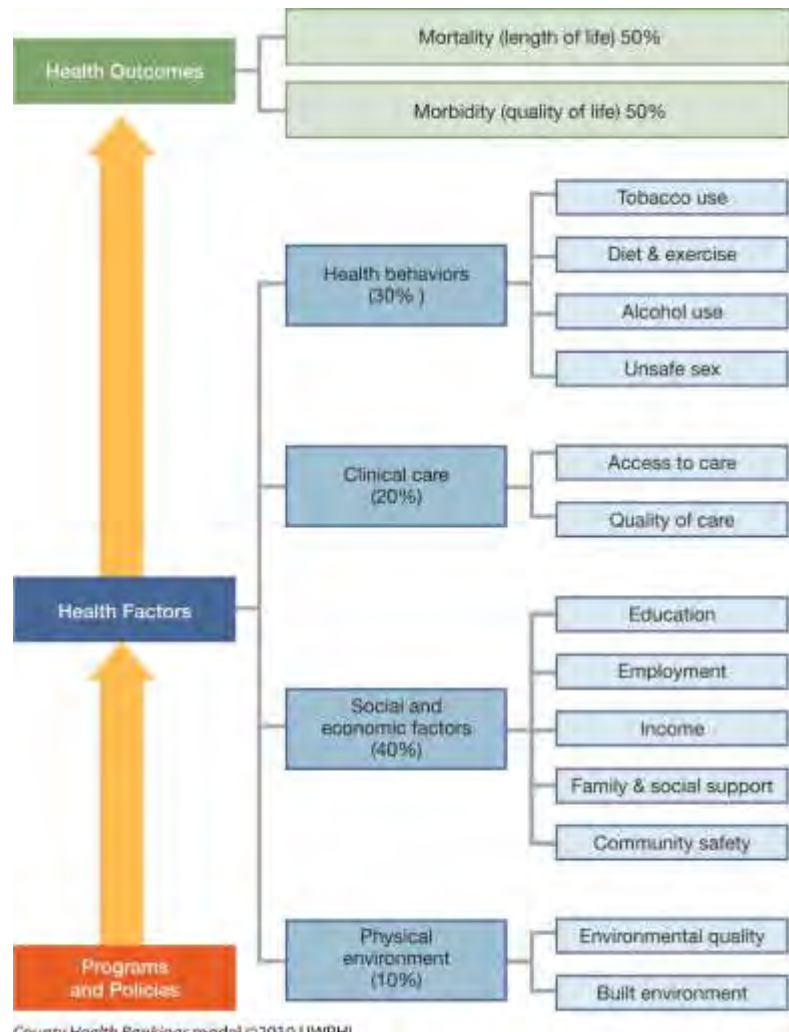 Health Outcomes
Mortality (length of life) 50%
Morbidity (quality of life) 50%
Health Factors
Health behaviors
(30% )
Tobacco use
Diet & exercise
Alcohol use
Unsafe sex
Clinical care
(20%)
Access to care
Quality of care
Social and
economic factors
(40%)
Education
Employment
Income
Family & social support
Community safety
Physical
environment
(10%)
Environmental quality
Built environment
Programs
and Policies
County Health Rankings model ©2010 UWPHI